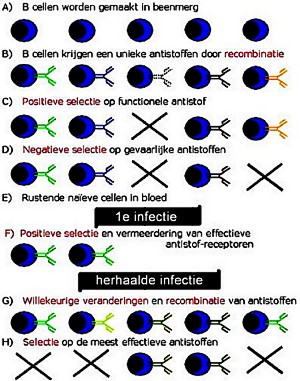 A) B cellen worden gemaakt in beenmerg
B) B cellen krijgen een unieke antistoffen door recombinatie
C) Positieve selectie op functionele antistof
D) Negatieve selectie op gevaarlijke antistoffen
E) Rustende naïeve cellen in bloed
1e infectie
F) Positieve selectie en vermeerdering van effectieve
antistof-receptoren
herhaalde infectie
G) Willekeurige veranderingen en recombinatie van antistoffen
H) Selectie op de meest effectieve antistoffen